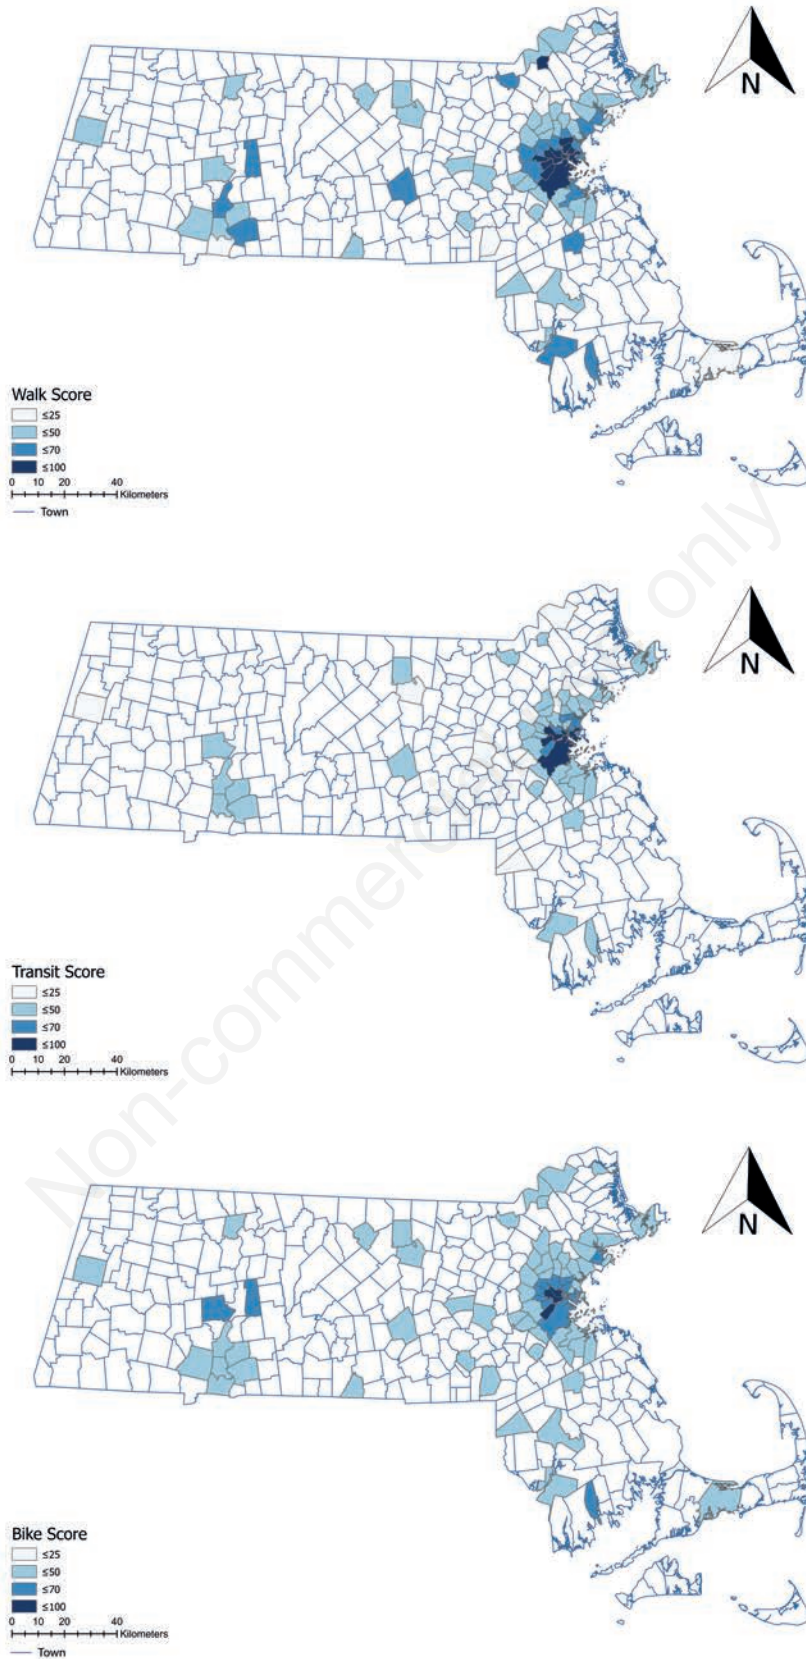 N
Walk Score
≤25
≤50
≤70
≤100
0 10 20 40 Kilometers
Town
N
Transit Score
≤25
≤50
≤70
≤100
0 10 20 40 Kilometers
N
Bike Score
≤25
≤50
≤70
≤100
0 10 20 40 Kilometers
Town
Non-commercial only